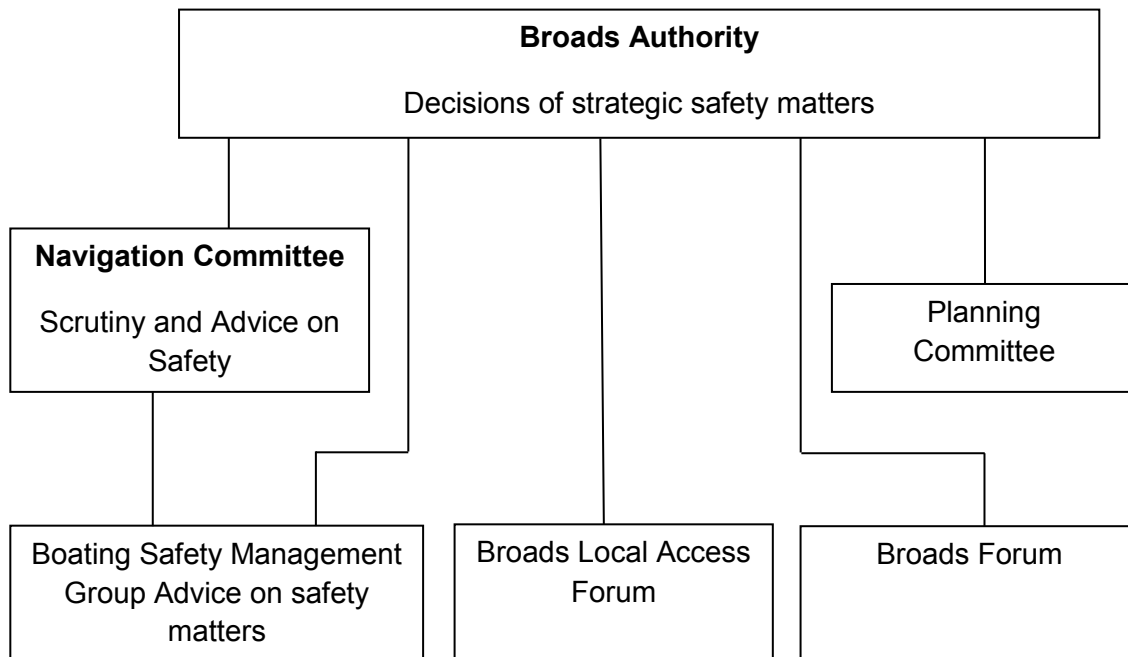 Broads Authority
Decisions of strategic safety matters
Navigation Committee
Scrutiny and Advice on
Safety
Planning
Committee
Boating Safety Management
Group Advice on safety
matters
Broads Local Access
Forum
Broads Forum